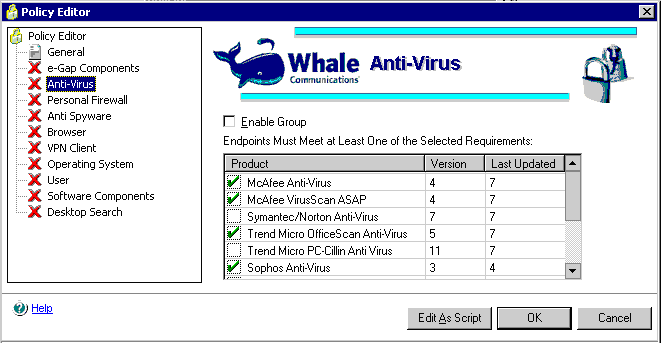 Policy Editor
Policy Editor
General
e-Gap Components
Anti-Virus
Personal Firewall
Anti Spyware
Browser
VPN Client
Operating System
User
Software Components
Desktop Search
Whale Anti-Virus
Communications
Enable Group
Endpoints Must Meet at Least One of the Selected Requirements:
Product Version Last Updated
McAfee Anti-Virus 4 7
McAfee VirusScan ASAP 4 7
Symantec/Norton Anti-Virus 7 7
Trend Micro OfficeScan Anti-Virus 5 7
Trend Micro PC-Cillin Anti Virus 11 7
Sophos Anti-Virus 3 4
Help
Edit As Script OK Cancel